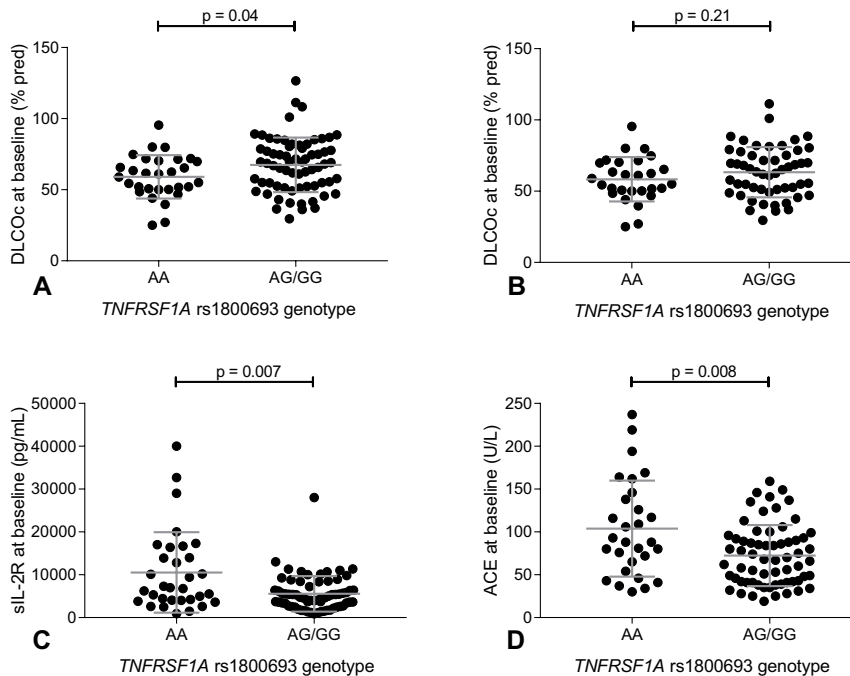 p = 0.04
150
100
50
0
DLCOc at baseline (% pred)
AA
AG/GG
A
TNFRSF1A rs1800693 genotype
p = 0.21
150
100
50
0
DLCOc at baseline (% pred)
AA
AG/GG
B
TNFRSF1A rs1800693 genotype
p = 0.007
50000
40000
30000
20000
10000
0
sIL-2R at baseline (pg/mL)
AA
AG/GG
C
TNFRSF1A rs1800693 genotype
p = 0.008
250
200
150
100
50
0
ACE at baseline (U/L)
AA
AG/GG
D
TNFRSF1A rs1800693 genotype